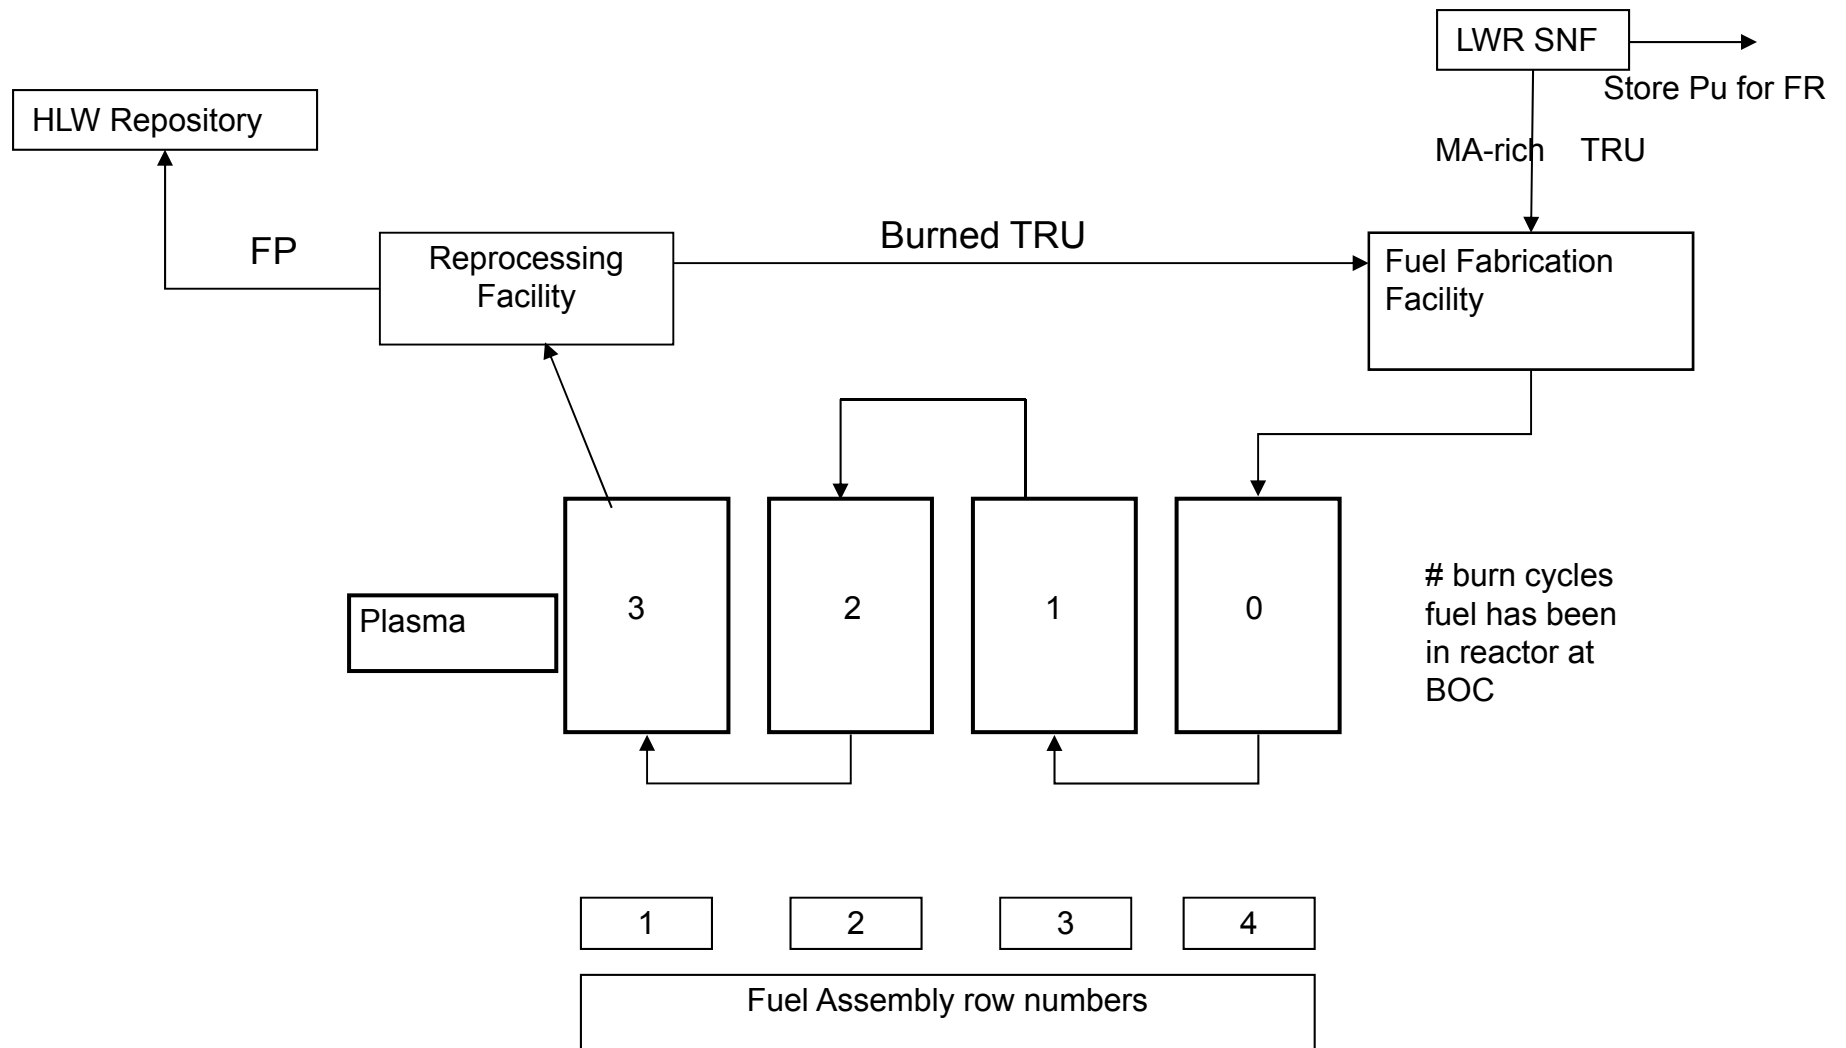 LWR SNF
Store Pu for FR
HLW Repository
MA-rich TRU
Burned TRU
FP
Reprocessing
Facility
Fuel Fabrication
Facility
Plasma
3
2
1
0
# burn cycles
fuel has been
in reactor at
BOC
1
2
3
4
Fuel Assembly row numbers